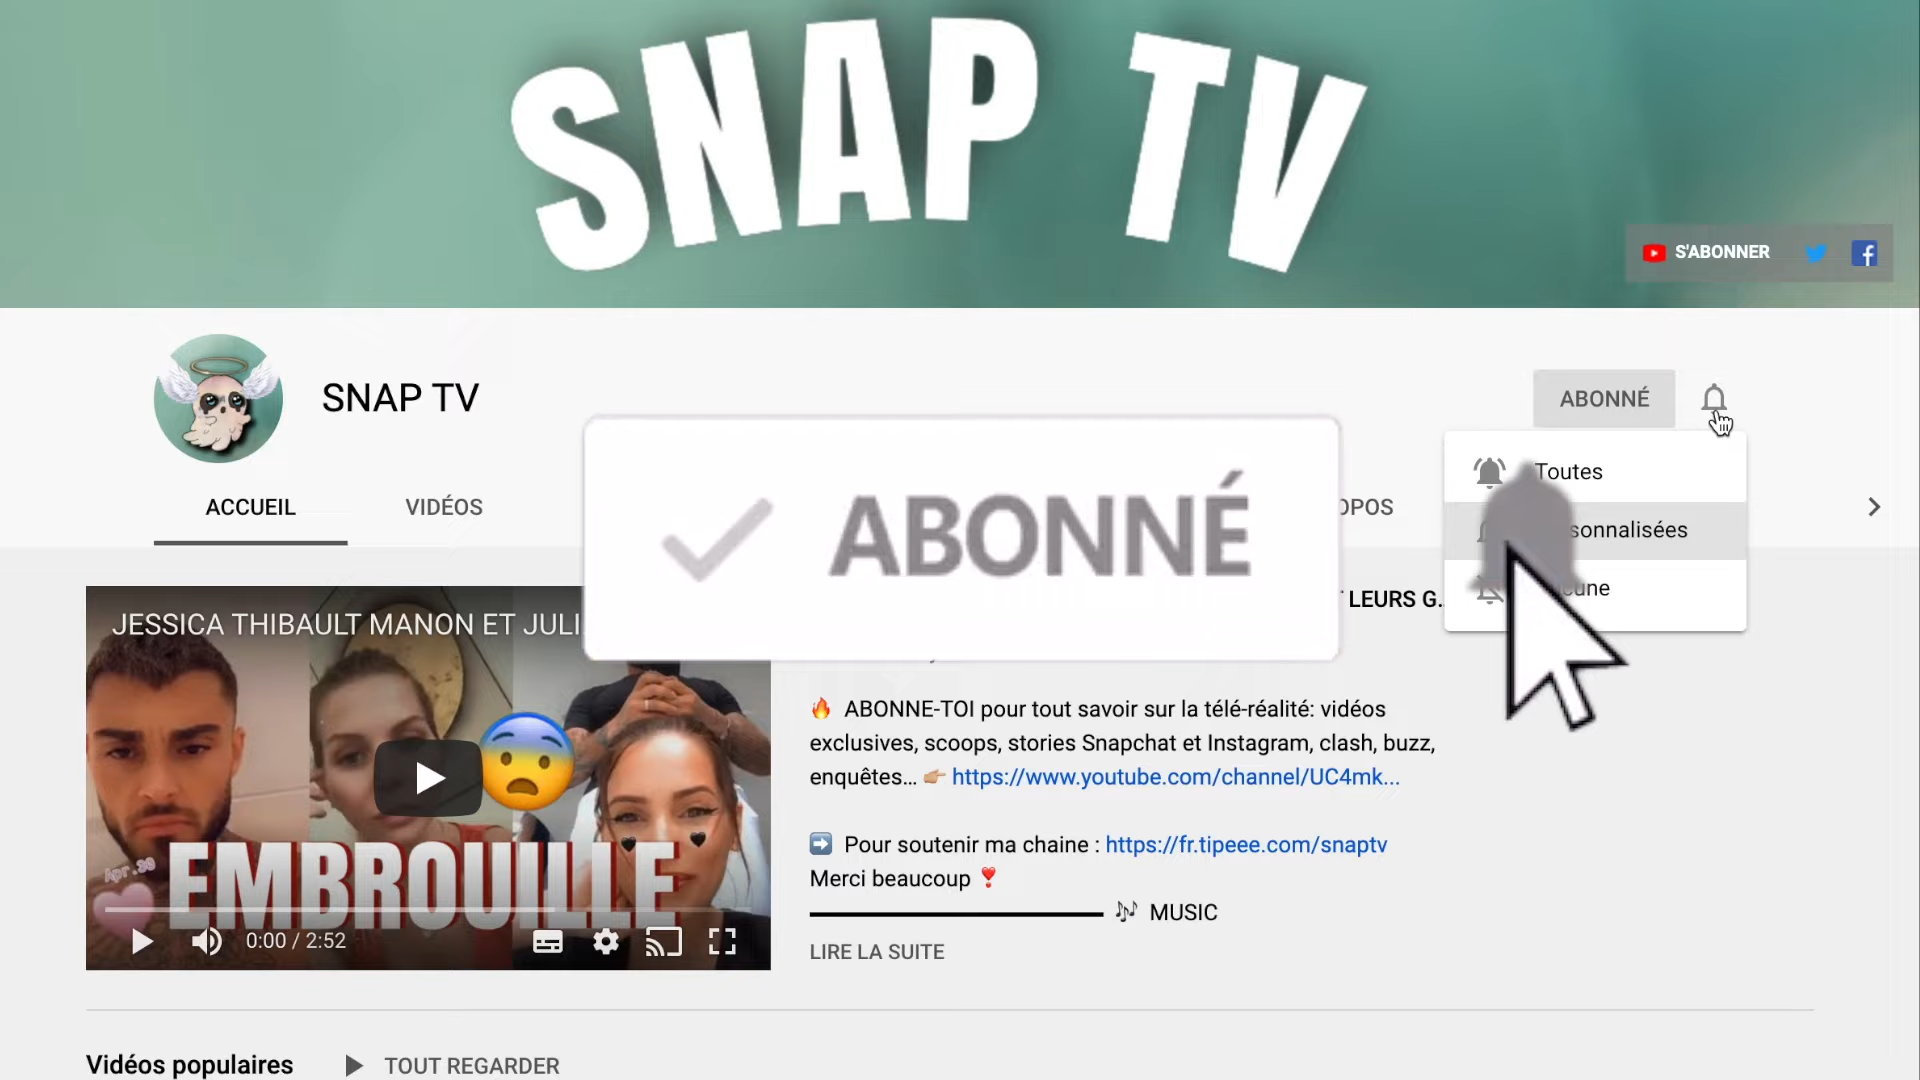 SNAP TV
S'ABONNER
SNAP TV
ABONNÉ
ACCUEIL
VIDÉOS
Toutes
ABONNÉ
JESSICA THIBAULT MANON ET JULI
LEURS G...
🔥 ABONNE-TOI pour tout savoir sur la télé-réalité: vidéos
exclusives, scoops, stories Snapchat et Instagram, clash, buzz,
enquêtes... 👉 https://www.youtube.com/channel/UC4mk...
➡️ Pour soutenir ma chaine : https://fr.tipeee.com/snaptv
Merci beaucoup ❣️
🎶 MUSIC
LIRE LA SUITE
Apr.30
EMBROUILLE
0:00 / 2:52
Vidéos populaires
TOUT REGARDER